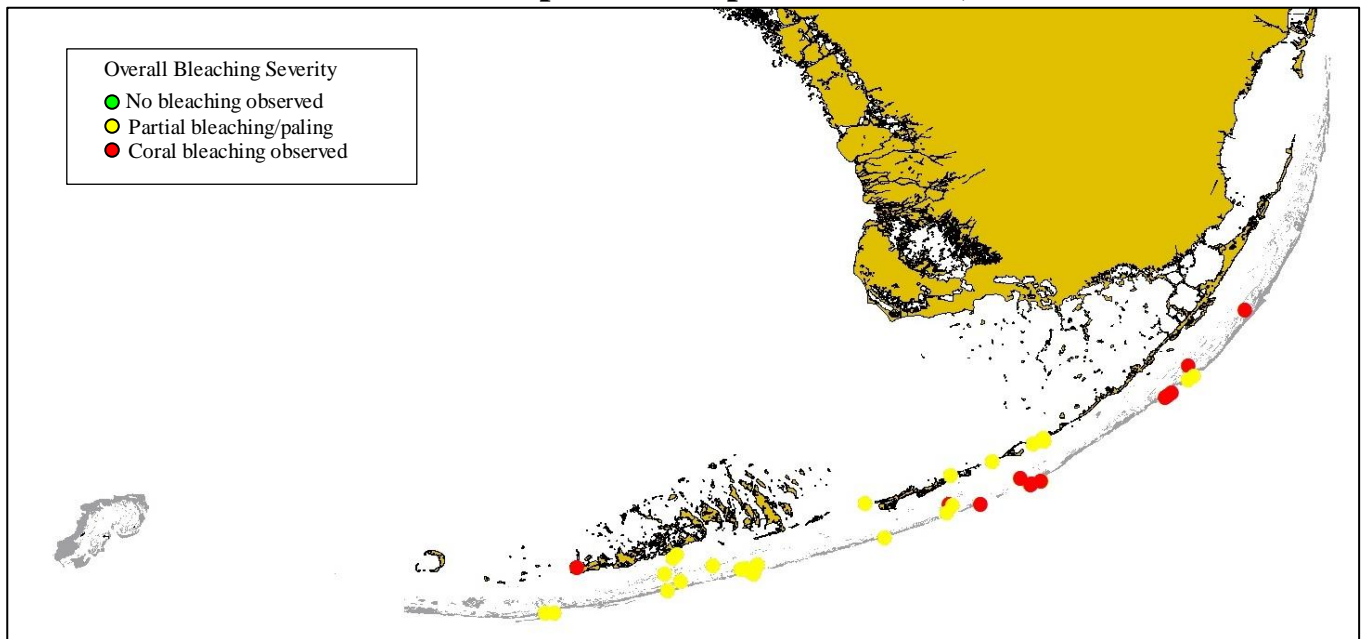 Overall Bleaching Severity
No bleaching observed
Partial bleaching/paling
Coral bleaching observed